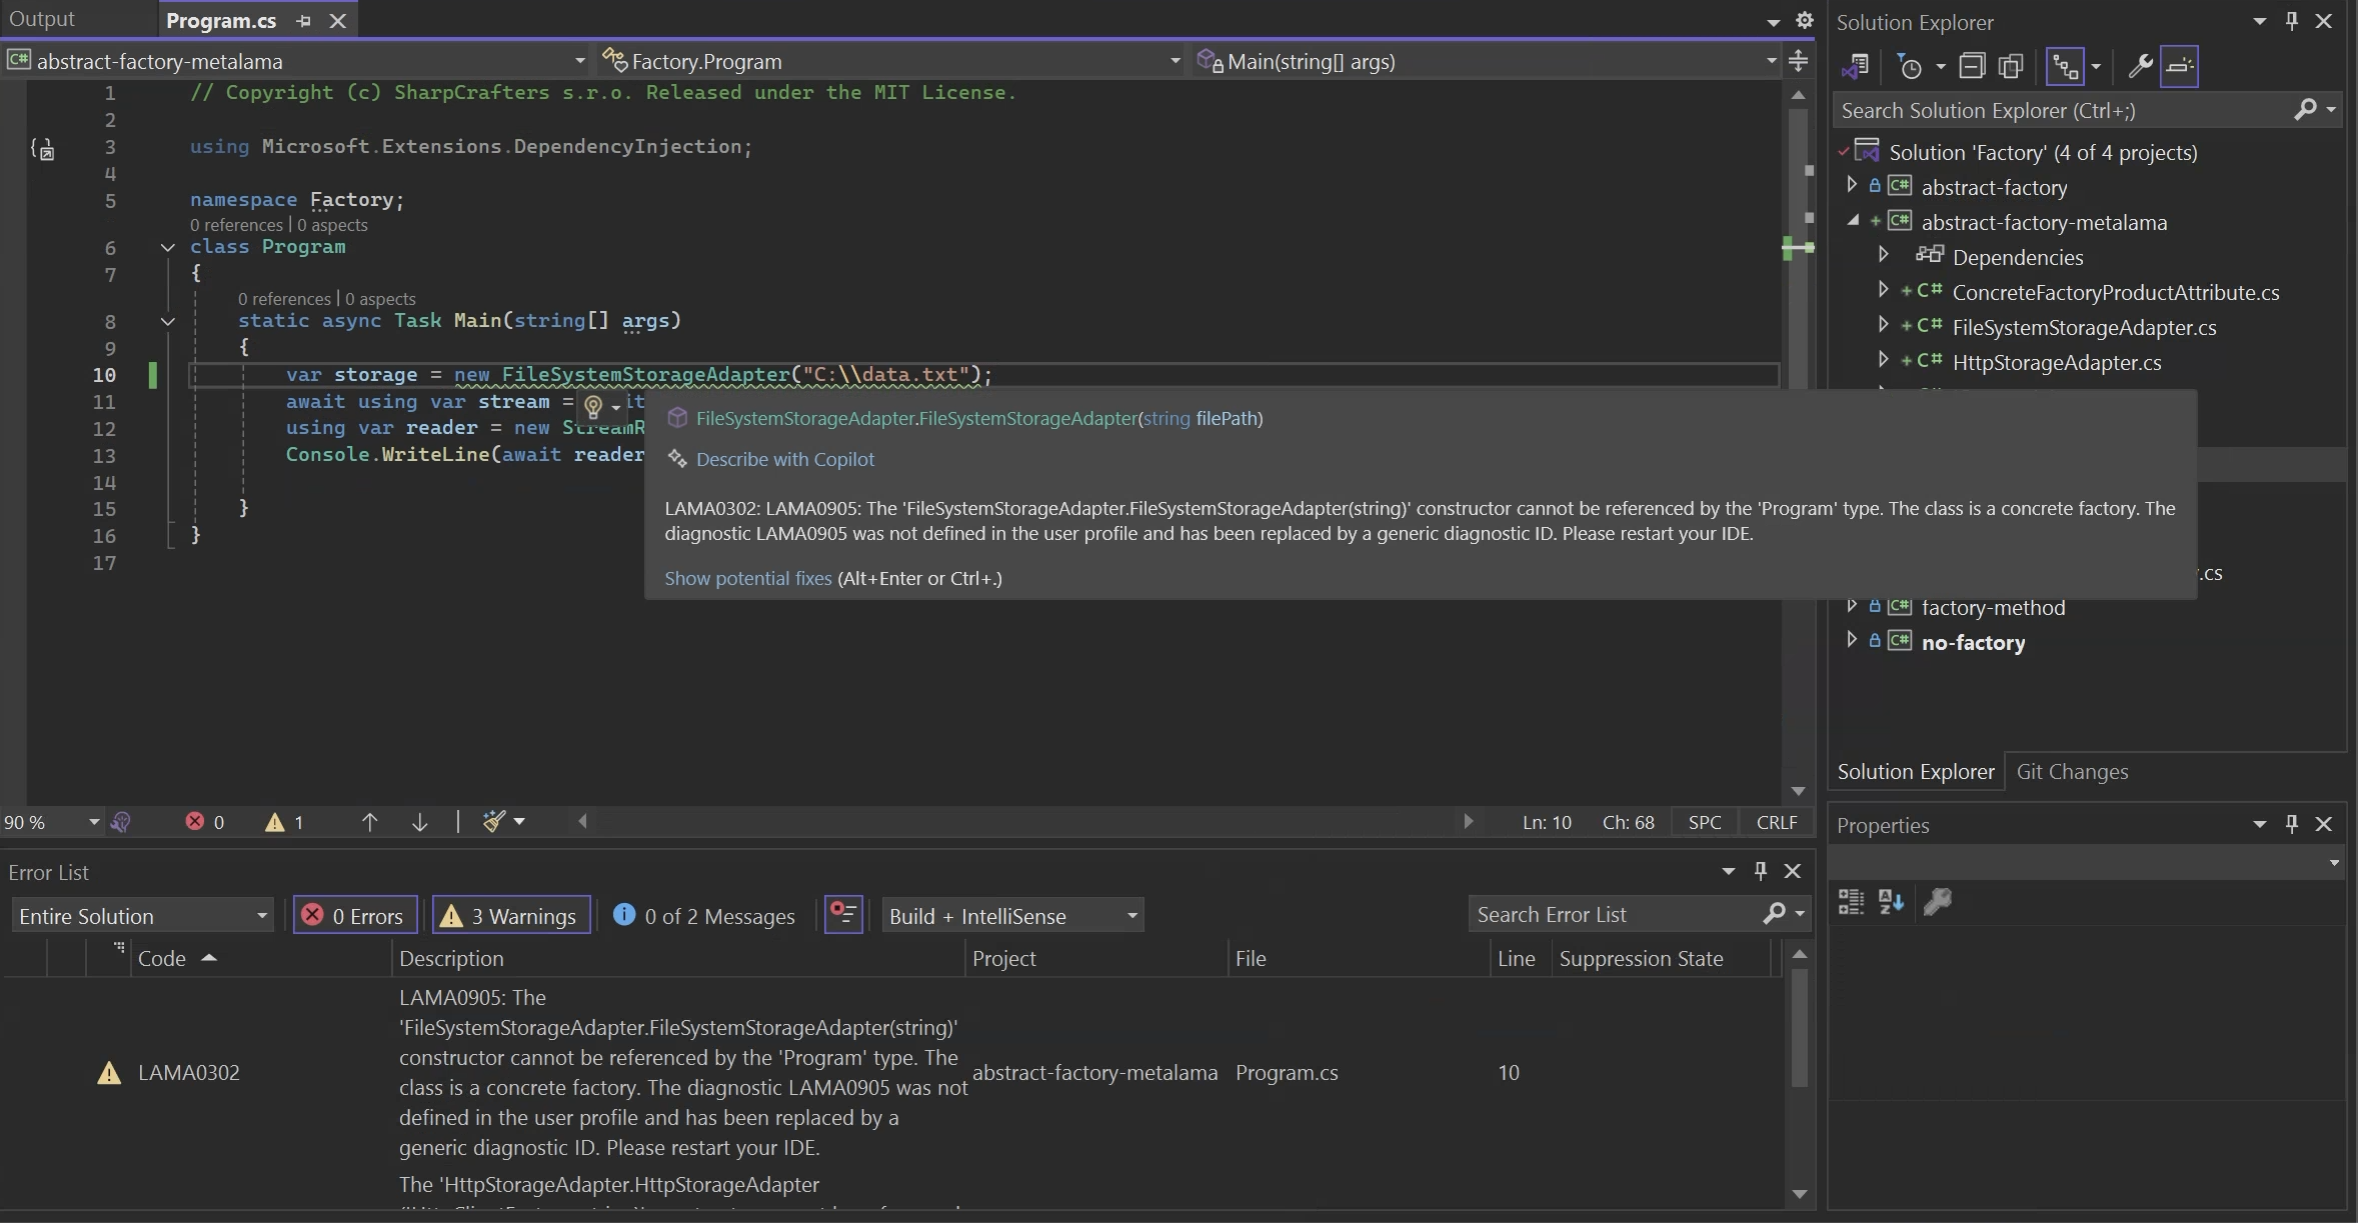 Output
Program.cs
abstract-factory-metalama
Factory.Program
Main(string[] args)
1 // Copyright (c) SharpCrafters s.r.o. Released under the MIT License.
2
3 using Microsoft.Extensions.DependencyInjection;
4
5 namespace Factory;
0 references | 0 aspects
6 class Program
7 {
0 references | 0 aspects
8 static async Task Main(string[] args)
9 {
10 var storage = new FileSystemStorageAdapter("C:\\data.txt");
11 await using var stream = it
12 using var reader = new StreamR
13 Console.WriteLine(await reader
14
15 }
16 }
17
FileSystemStorageAdapter.FileSystemStorageAdapter(string filePath)
Describe with Copilot
LAMA0302: LAMA0905: The 'FileSystemStorageAdapter.FileSystemStorageAdapter(string)' constructor cannot be referenced by the 'Program' type. The class is a concrete factory. The
diagnostic LAMA0905 was not defined in the user profile and has been replaced by a generic diagnostic ID. Please restart your IDE.
Show potential fixes (Alt+Enter or Ctrl+.)
90 %
0
1
Ln: 10
Ch: 68
SPC
CRLF
Error List
Entire Solution
0 Errors
3 Warnings
0 of 2 Messages
Build + IntelliSense
Search Error List
Code
Description
Project
File
Line
Suppression State
LAMA0302
LAMA0905: The
'FileSystemStorageAdapter.FileSystemStorageAdapter(string)'
constructor cannot be referenced by the 'Program' type. The
class is a concrete factory. The diagnostic LAMA0905 was not
defined in the user profile and has been replaced by a
generic diagnostic ID. Please restart your IDE.
abstract-factory-metalama
Program.cs
10
The 'HttpStorageAdapter.HttpStorageAdapter
Solution Explorer
Search Solution Explorer (Ctrl+;)
Solution 'Factory' (4 of 4 projects)
abstract-factory
abstract-factory-metalama
Dependencies
ConcreteFactoryProductAttribute.cs
FileSystemStorageAdapter.cs
HttpStorageAdapter.cs
.cs
factory-method
no-factory
Solution Explorer
Git Changes
Properties